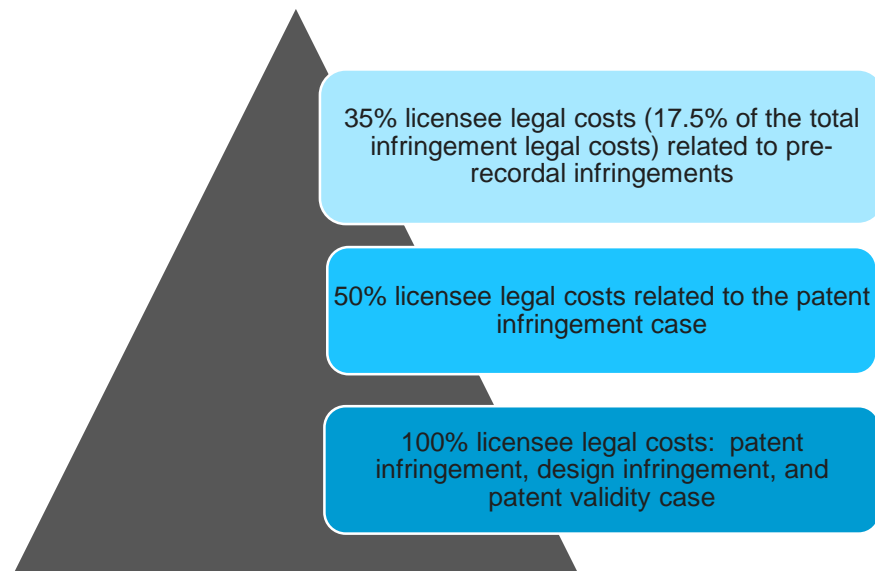 35% licensee legal costs (17.5% of the total
infringement legal costs) related to pre-
recordal infringements
50% licensee legal costs related to the patent
infringement case
100% licensee legal costs:  patent
infringement, design infringement, and
patent validity case